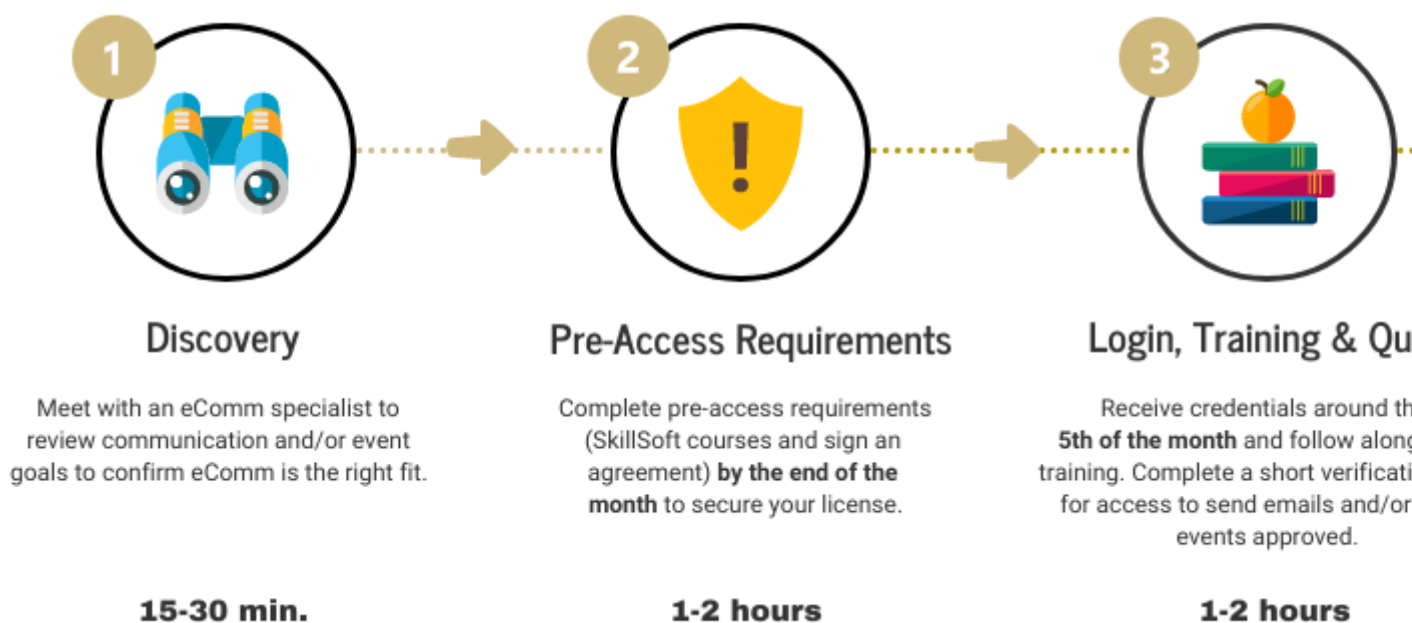 1
2
3
Discovery
Meet with an eComm specialist to
review communication and/or event
goals to confirm eComm is the right fit.
15-30 min.
Pre-Access Requirements
Complete pre-access requirements
(SkillSoft courses and sign an
agreement) by the end of the
month to secure your license.
1-2 hours
Login, Training & Qu
Receive credentials around th
5th of the month and follow along
training. Complete a short verificati
for access to send emails and/or
events approved.
1-2 hours